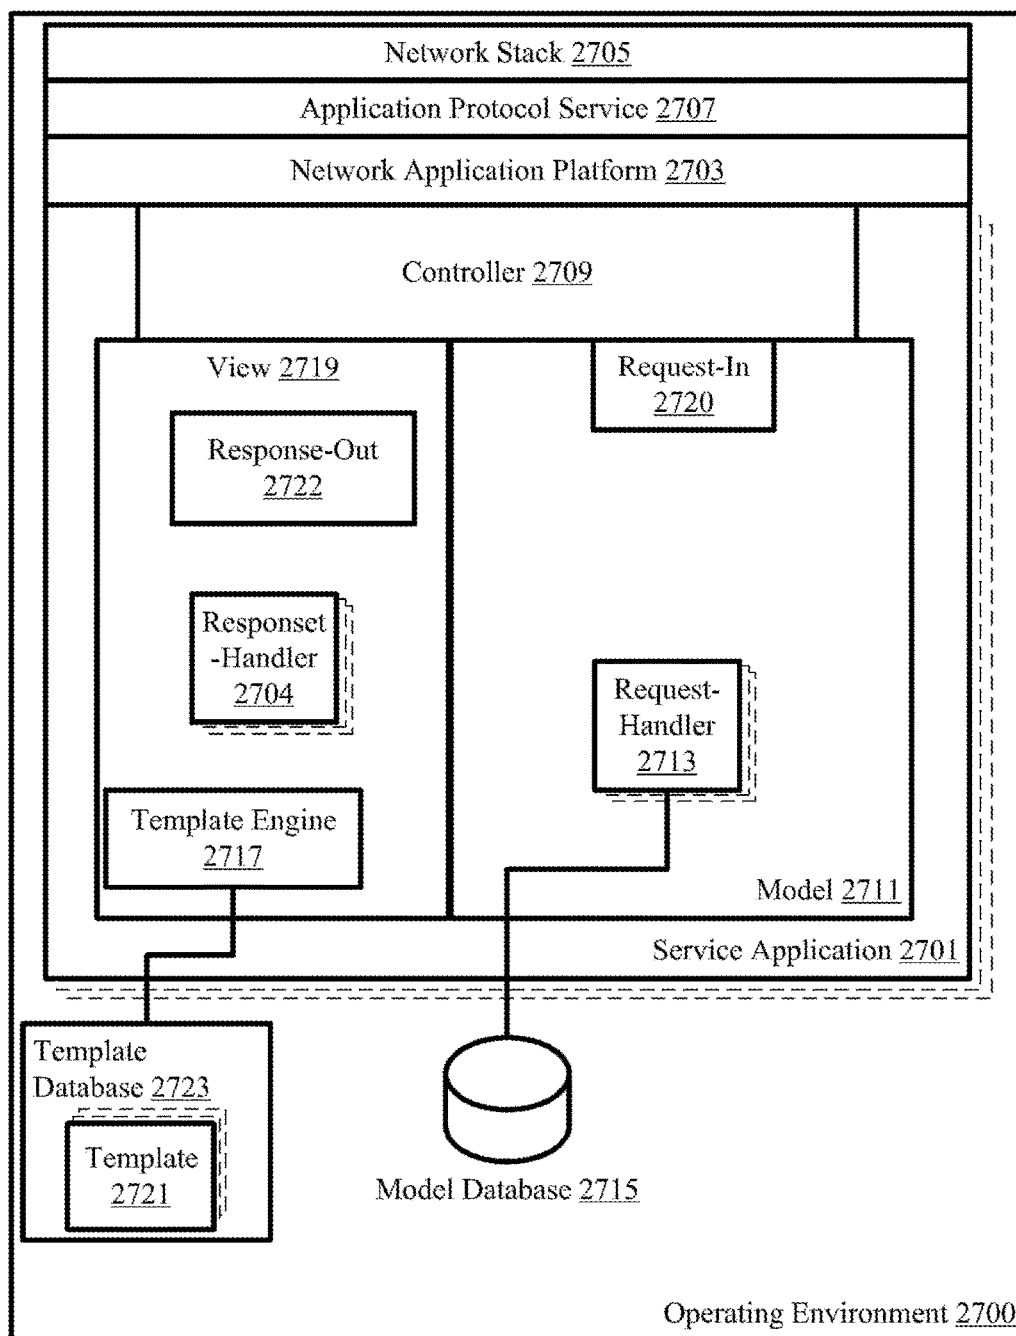 Network Stack 2705
Application Protocol Service 2707
Network Application Platform 2703
Controller 2709
View 2719
Request-In
2720
Response-Out
2722
Responset
-Handler
2704
Request-
Handler
2713
Template Engine
2717
Model 2711
Service Application 2701
Template
Database 2723
Template
2721
Model Database 2715
Operating Environment 2700